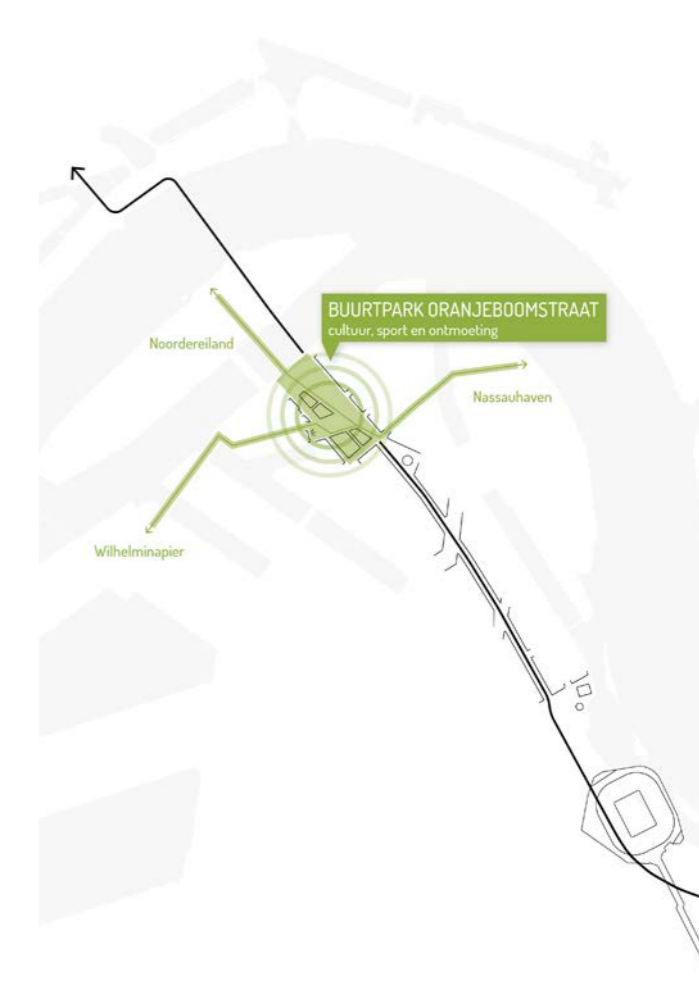 BUURTPARK ORANJEBOOMSTRAAT
cultuur, sport en ontmoeting
Noordereiland
Nassauhaven
Wilhelminapier